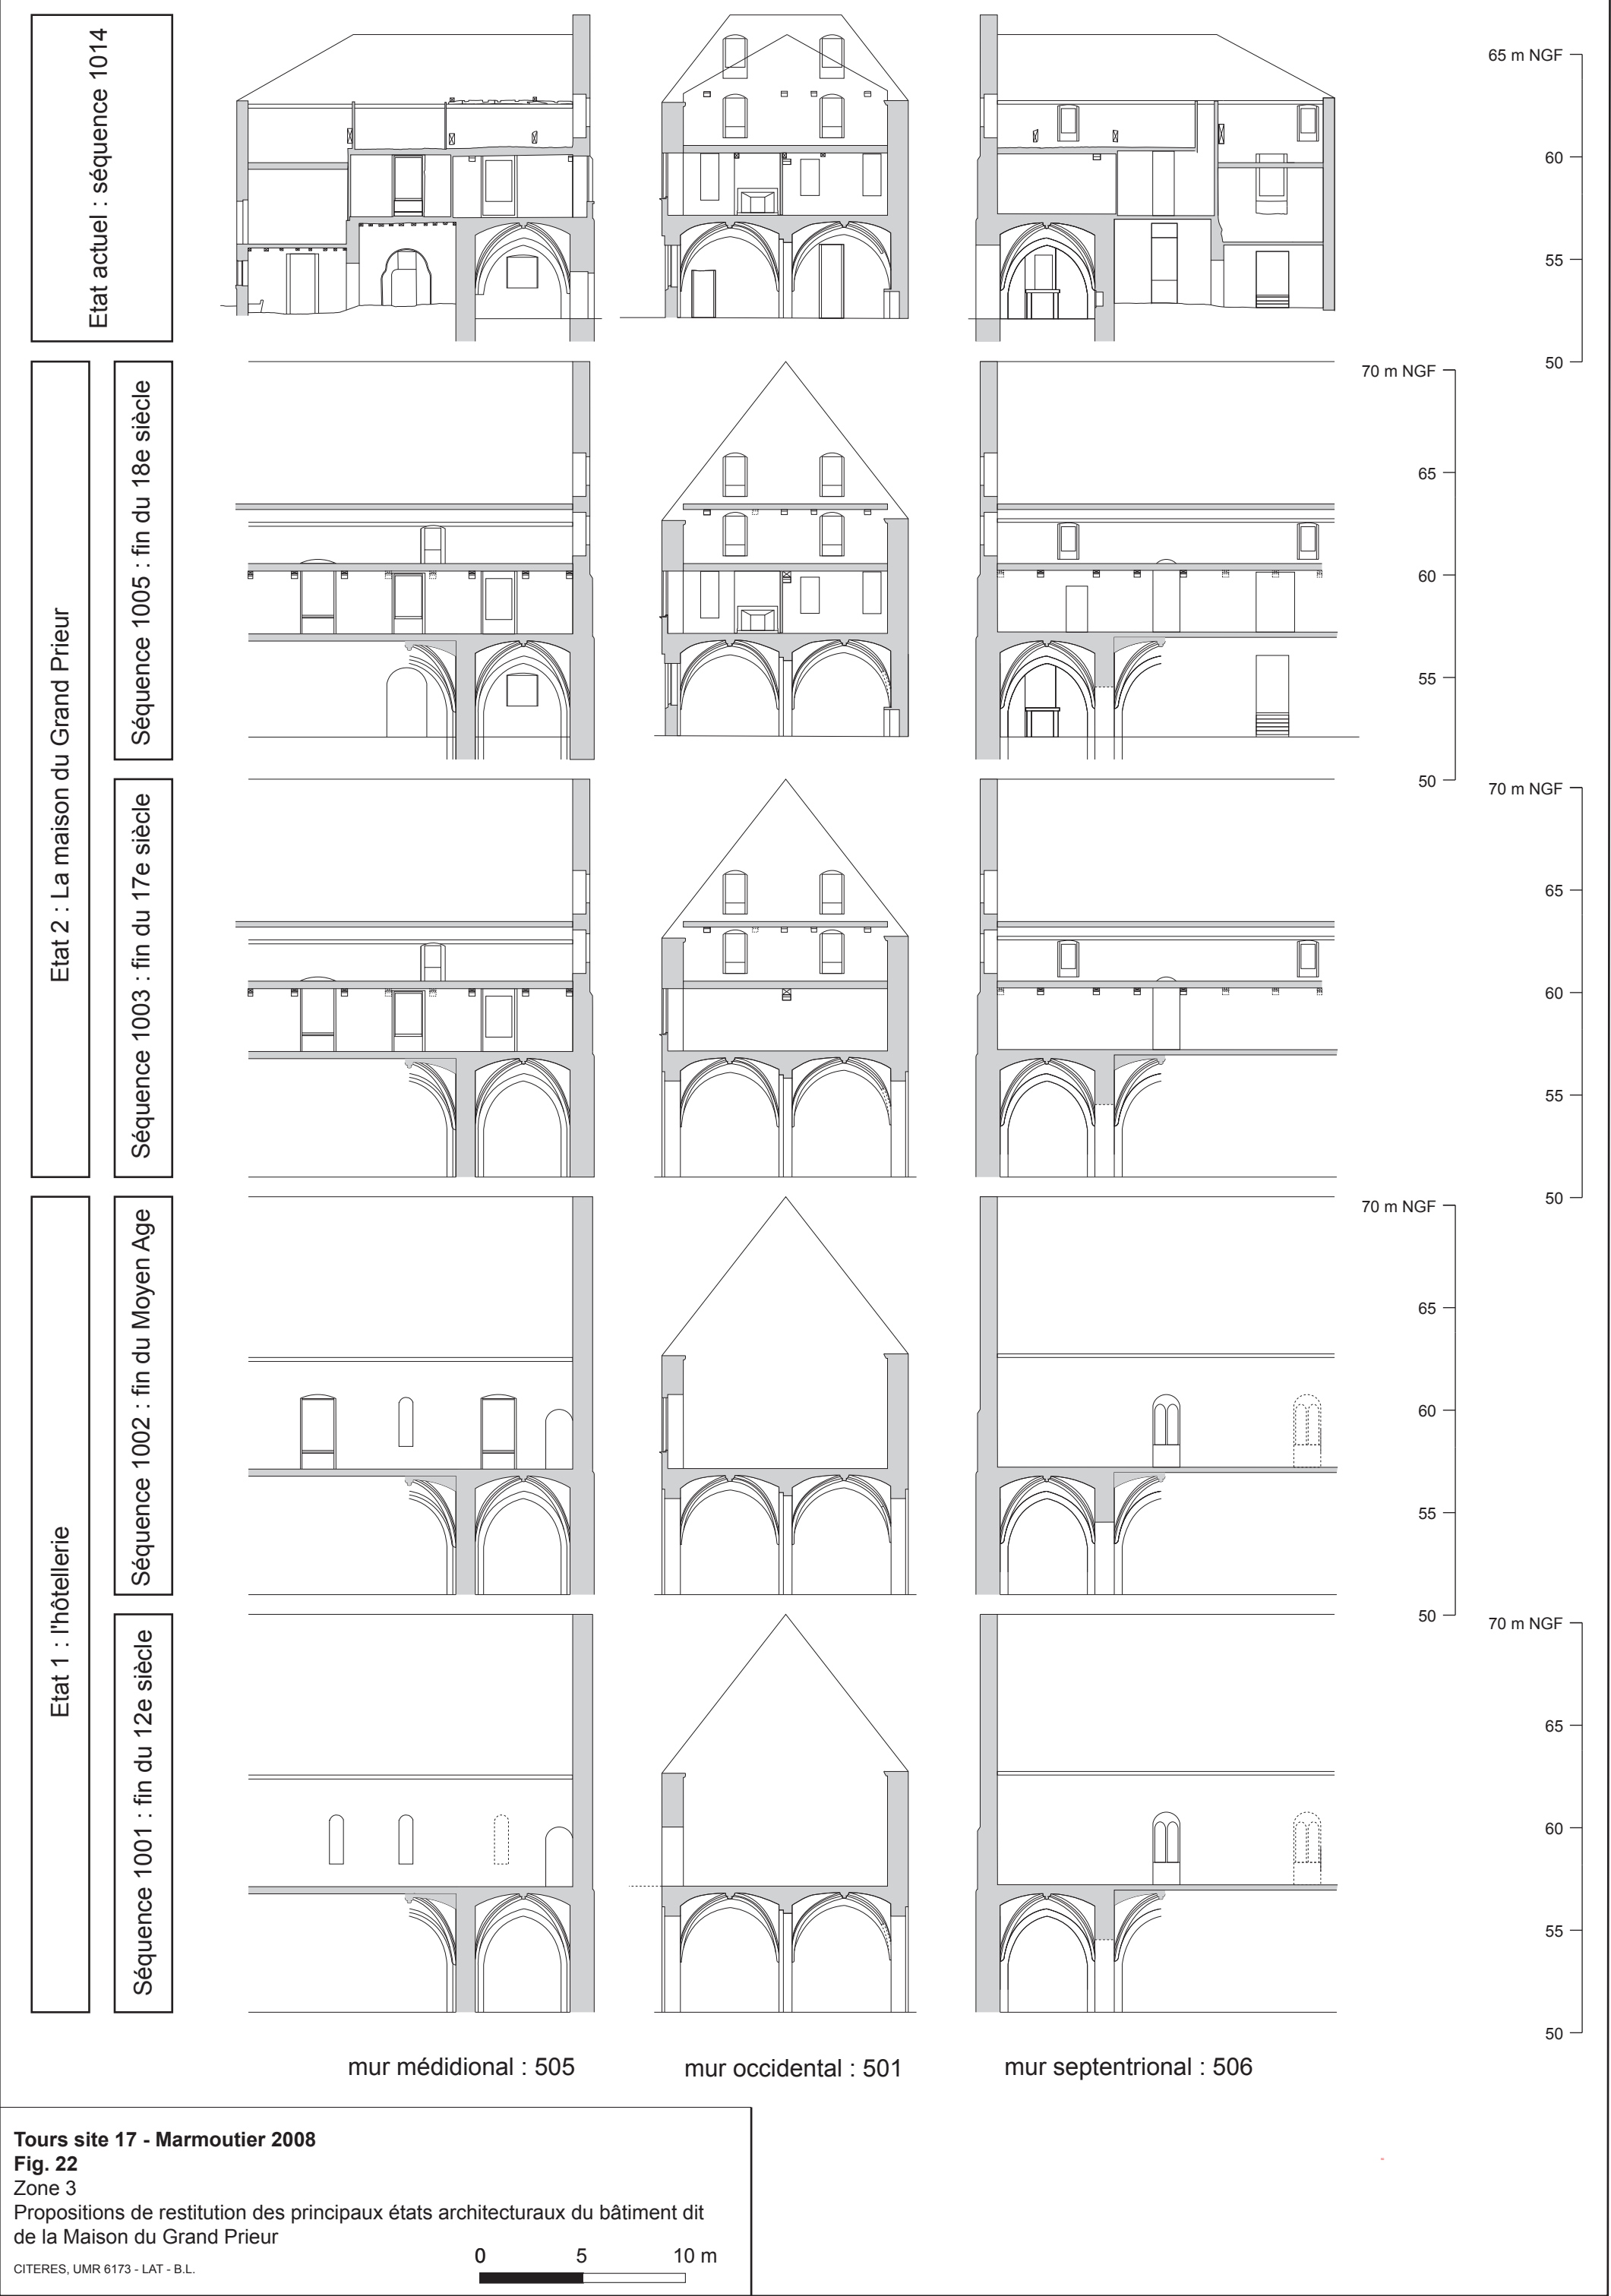 Etat actuel : séquence 1014
65 m NGF
60
55
50
Etat 2 : La maison du Grand Prieur
Séquence 1005 : fin du 18e siècle
70 m NGF
65
60
55
50
Séquence 1003 : fin du 17e siècle
70 m NGF
65
60
55
50
Etat 1 : l'hôtellerie
Séquence 1002 : fin du Moyen Age
70 m NGF
65
60
55
50
Séquence 1001 : fin du 12e siècle
70 m NGF
65
60
55
50
mur médidional : 505
mur occidental : 501
mur septentrional : 506
Tours site 17 - Marmoutier 2008
Fig. 22
Zone 3
Propositions de restitution des principaux états architecturaux du bâtiment dit
de la Maison du Grand Prieur
CITERES, UMR 6173 - LAT - B.L.
0 5 10 m